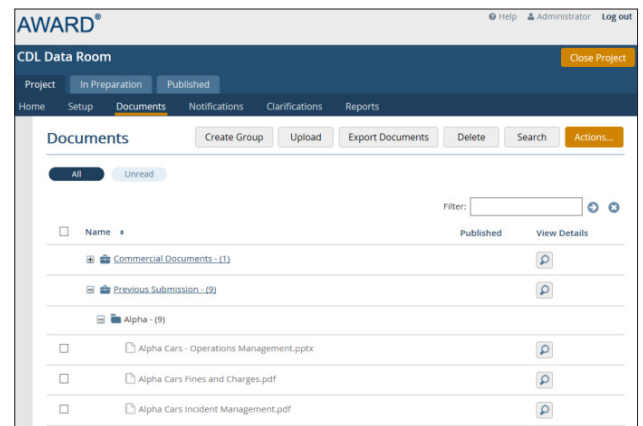 AWARD®
Help Administrator Log out
CDL Data Room
Close Project
Project In Preparation Published
Home Setup Documents Notifications Clarifications Reports
Documents Create Group Upload Export Documents Delete Search Actions...
All Unread
Filter:
Name Published View Details
Commercial Documents - (1)
Previous Submission - (9)
Alpha - (9)
Alpha Cars - Operations Management.pptx
Alpha Cars Fines and Charges.pdf
Alpha Cars Incident Management.pdf